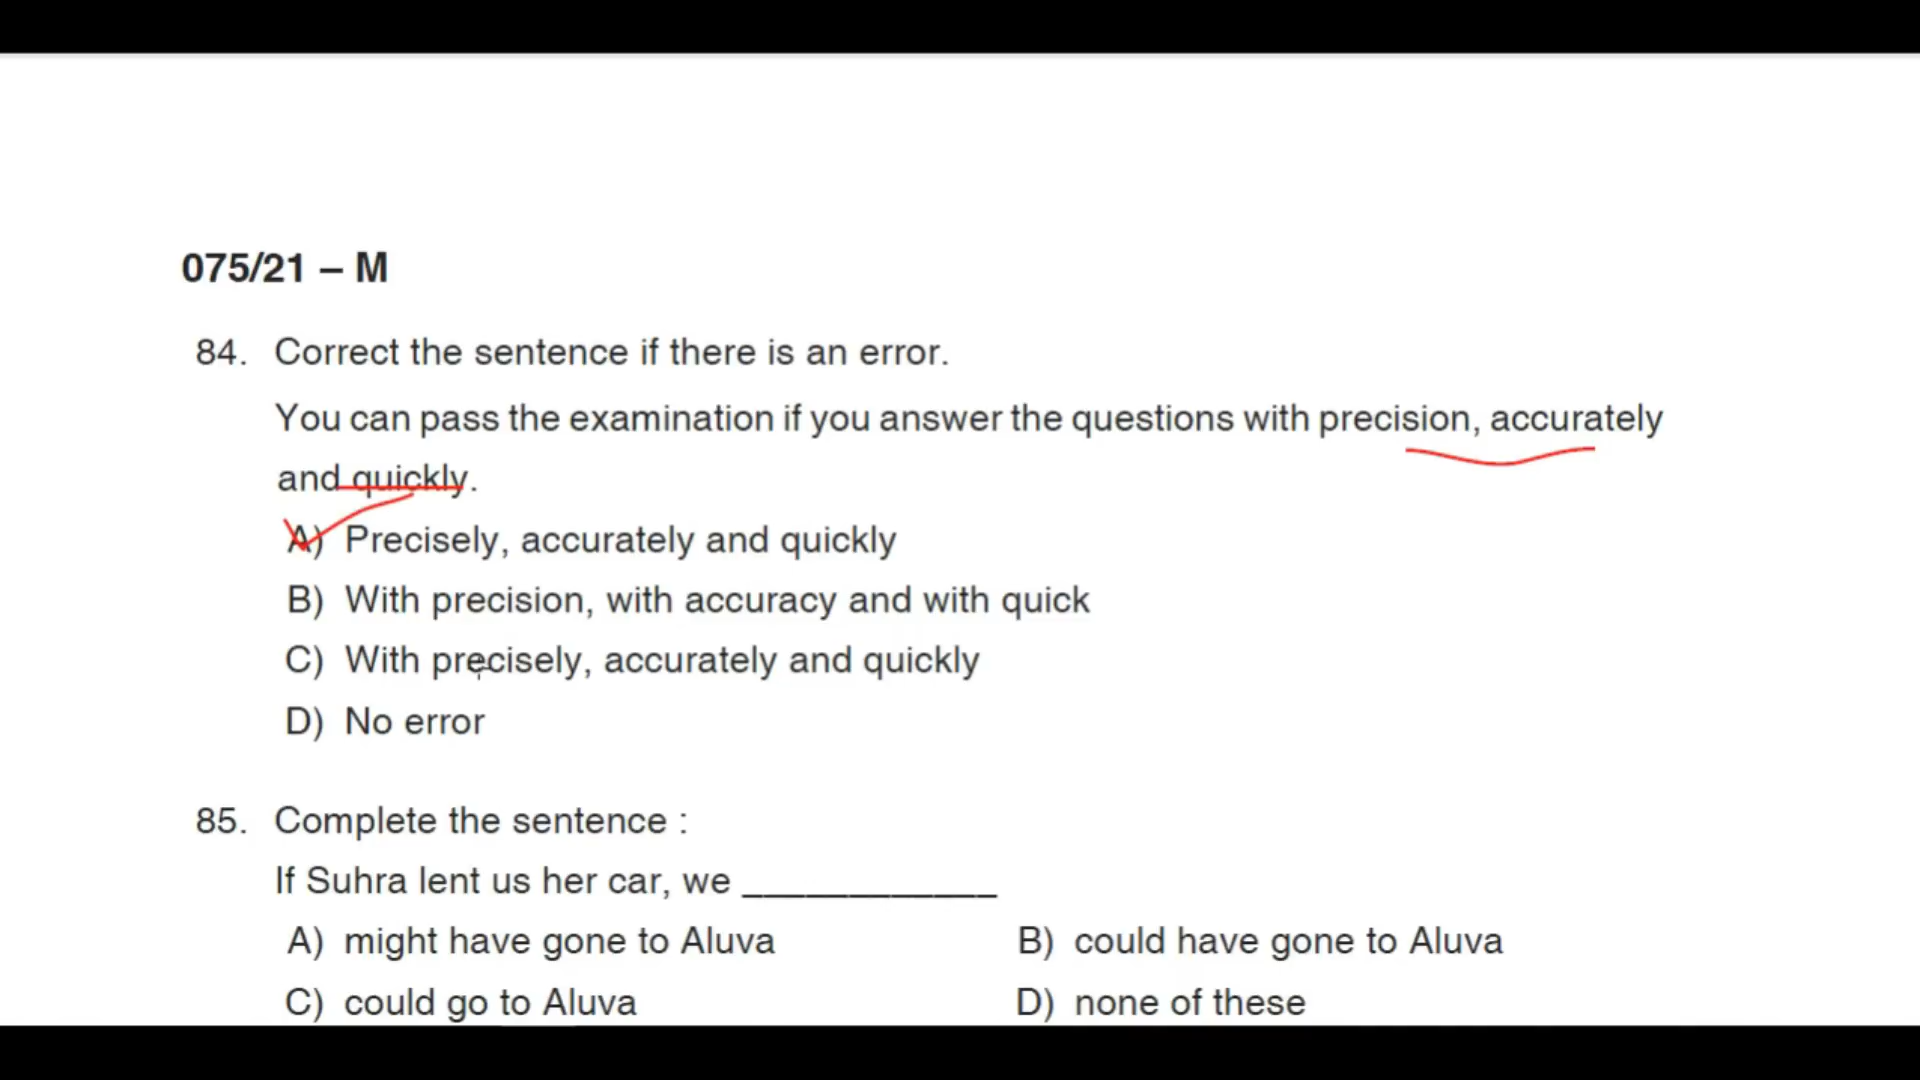 075/21 – M
84. Correct the sentence if there is an error.
You can pass the examination if you answer the questions with precision, accurately
and quickly.
A) Precisely, accurately and quickly
B) With precision, with accuracy and with quick
C) With precisely, accurately and quickly
D) No error
85. Complete the sentence :
If Suhra lent us her car, we ____________
A) might have gone to Aluva B) could have gone to Aluva
C) could go to Aluva D) none of these